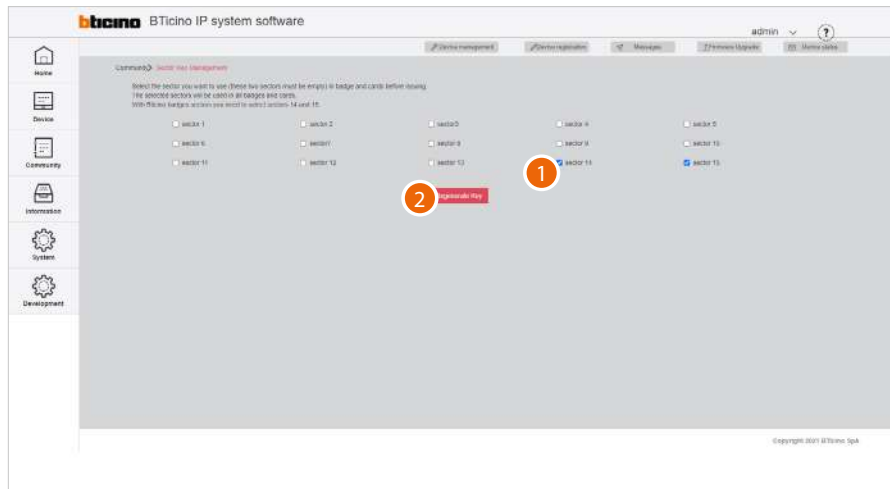 bticino BTicino IP system software
admin
?
Device management Device registration Messages Firmware Upgrade Device status
Home
Device
Community
Information
System
Development
Community> Sector Key Management
Select the sector you want to use (these two sectors must be empty) in badge and cards before issuing.
The selected sectors will be used in all badges and cards.
With Bticino badges section you need to select sectors 14 and 15.
sector 1 sector 2 sector3 sector 4 sector 5
sector 6 sector7 sector 8 sector 9 sector 10
sector 11 sector 12 sector 13 sector 14 sector 15
1
2
Regenerate Key
Copyright 2021 BTicino SpA